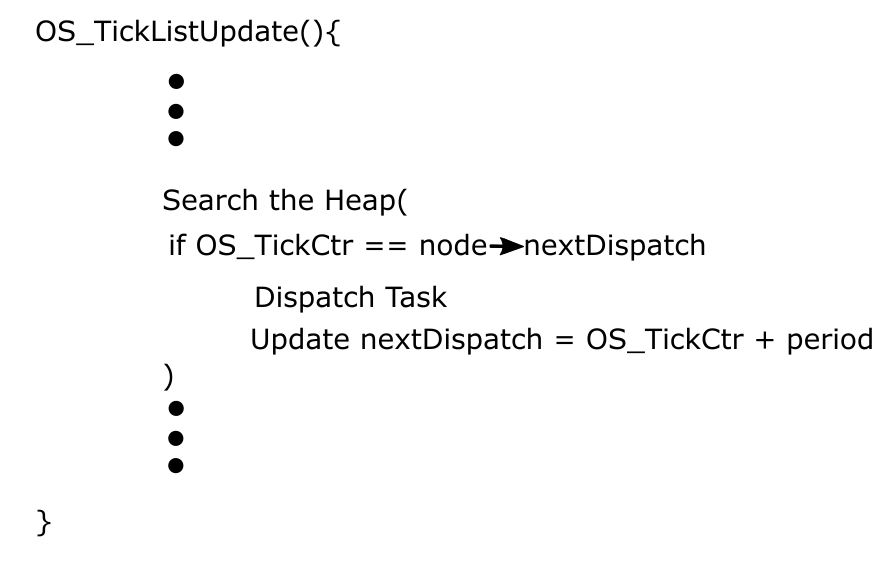 OS_TickListUpdate(){
Search the Heap(
if OS_TickCtr == node→nextDispatch
Dispatch Task
Update nextDispatch = OS_TickCtr + period
)
}